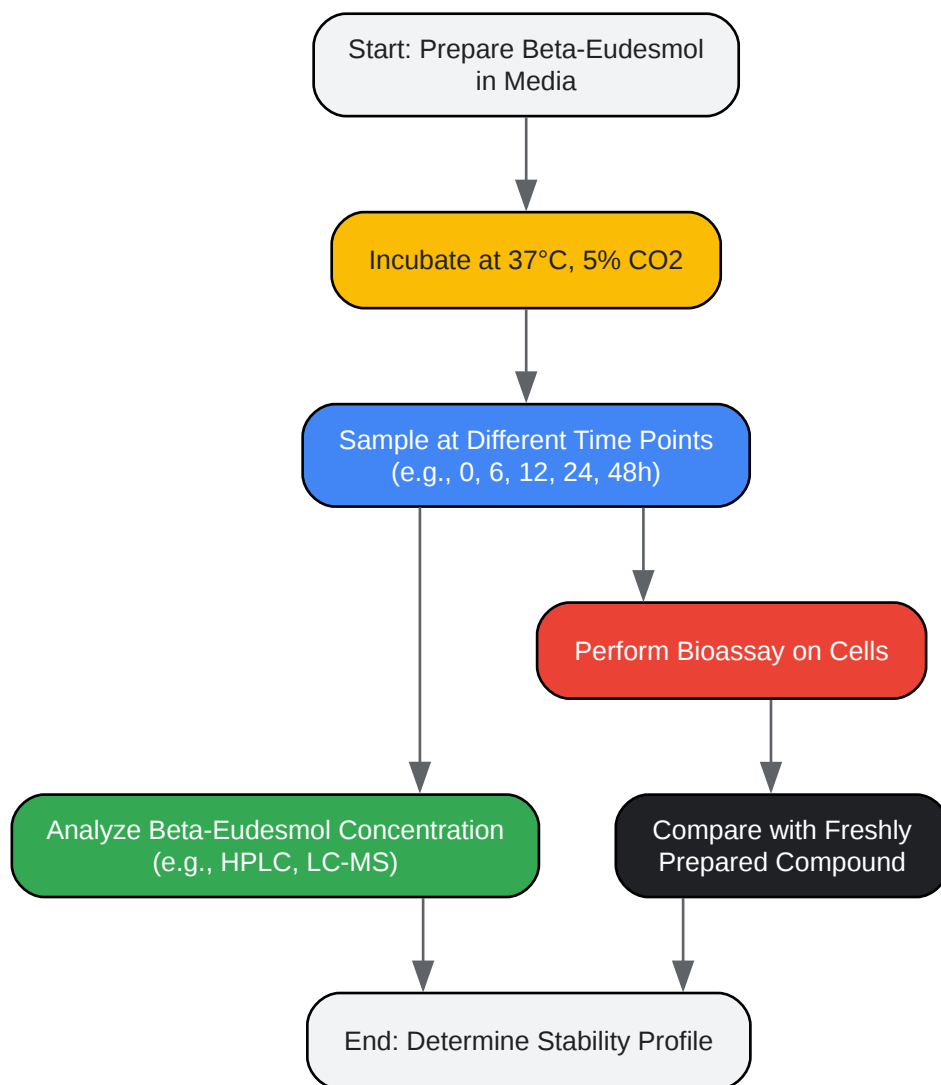 Start: Prepare Beta-Eudesmol
in Media
Incubate at 37°C, 5% CO2
Sample at Different Time Points
(e.g., 0, 6, 12, 24, 48h)
Perform Bioassay on Cells
Analyze Beta-Eudesmol Concentration
(e.g., HPLC, LC-MS)
Compare with Freshly
Prepared Compound
End: Determine Stability Profile